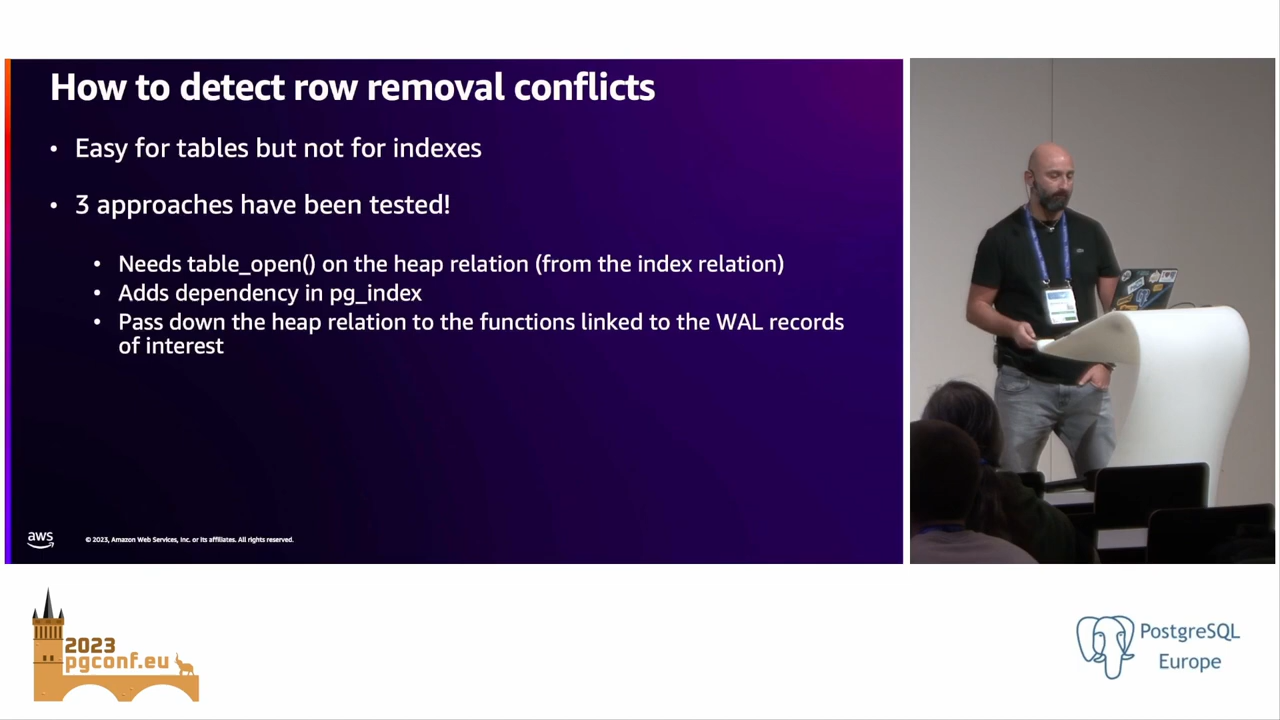 How to detect row removal conflicts
• Easy for tables but not for indexes
• 3 approaches have been tested!
• Needs table_open() on the heap relation (from the index relation)
• Adds dependency in pg_index
• Pass down the heap relation to the functions linked to the WAL records
of interest
aws
© 2023, Amazon Web Services, Inc. or its affiliates. All rights reserved.
2023
pgconf.eu
PostgreSQL
Europe